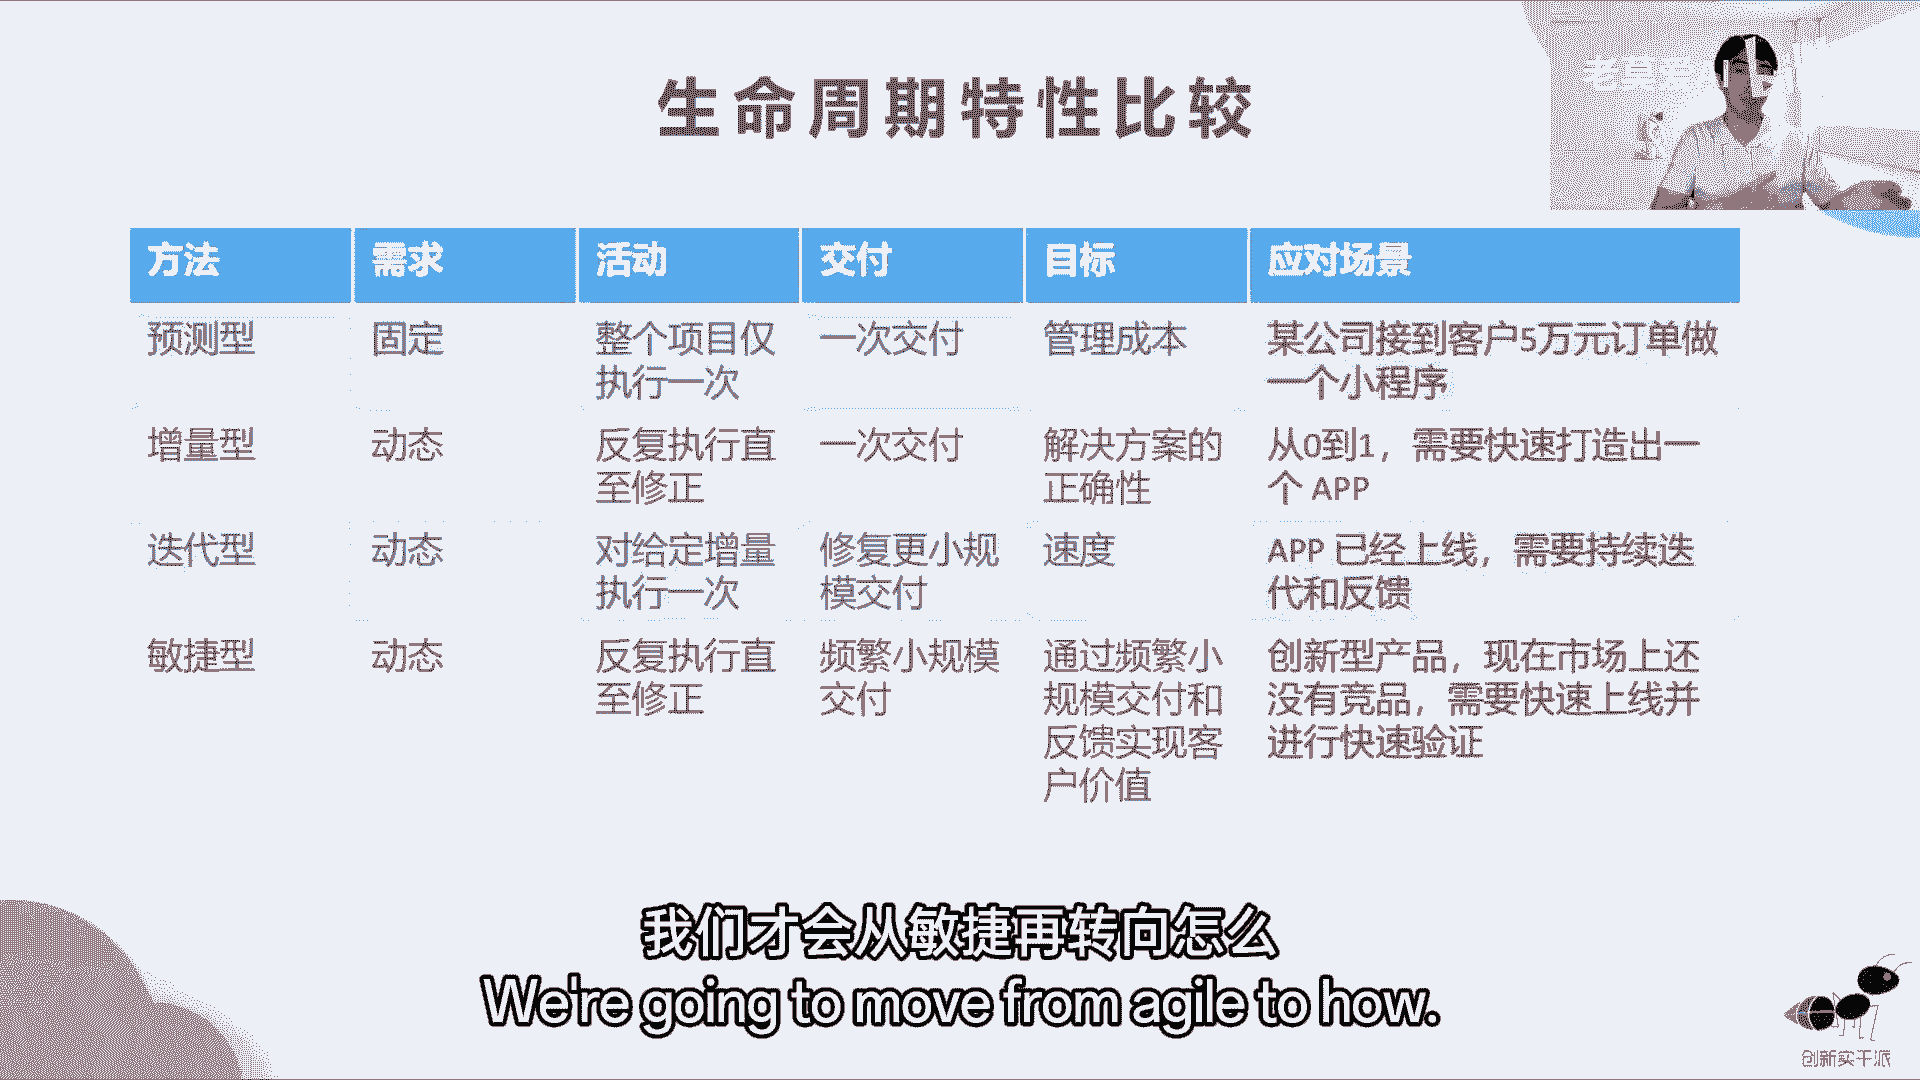 生命周期特性比较
方法 需求 活动 交付 目标 应对场景
预测型 固定 整个项目仅 一次交付 管理成本 某公司接到客户5万元订单做
执行一次 一个小程序
增量型 动态 反复执行直 一次交付 解决方案的 从0到1，需要快速打造出一
至修正 正确性 个 APP
迭代型 动态 对给定增量 修复更小规 速度 APP 已经上线，需要持续迭
执行一次 模交付 代和反馈
敏捷型 动态 反复执行直 频繁小规模 通过频繁小 创新型产品，现在市场上还
至修正 交付 规模交付和 没有竞品，需要快速上线并
反馈实现客 进行快速验证
户价值
我们才会从敏捷再转向怎么
We're going to move from agile to how.
创新实干派